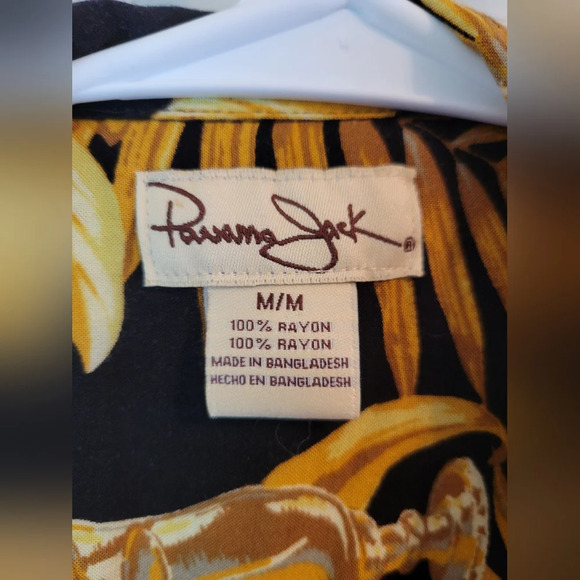 Panama Jack ®
M/M
100% RAYON
100% RAYON
MADE IN BANGLADESH
HECHO EN BANGLADESH